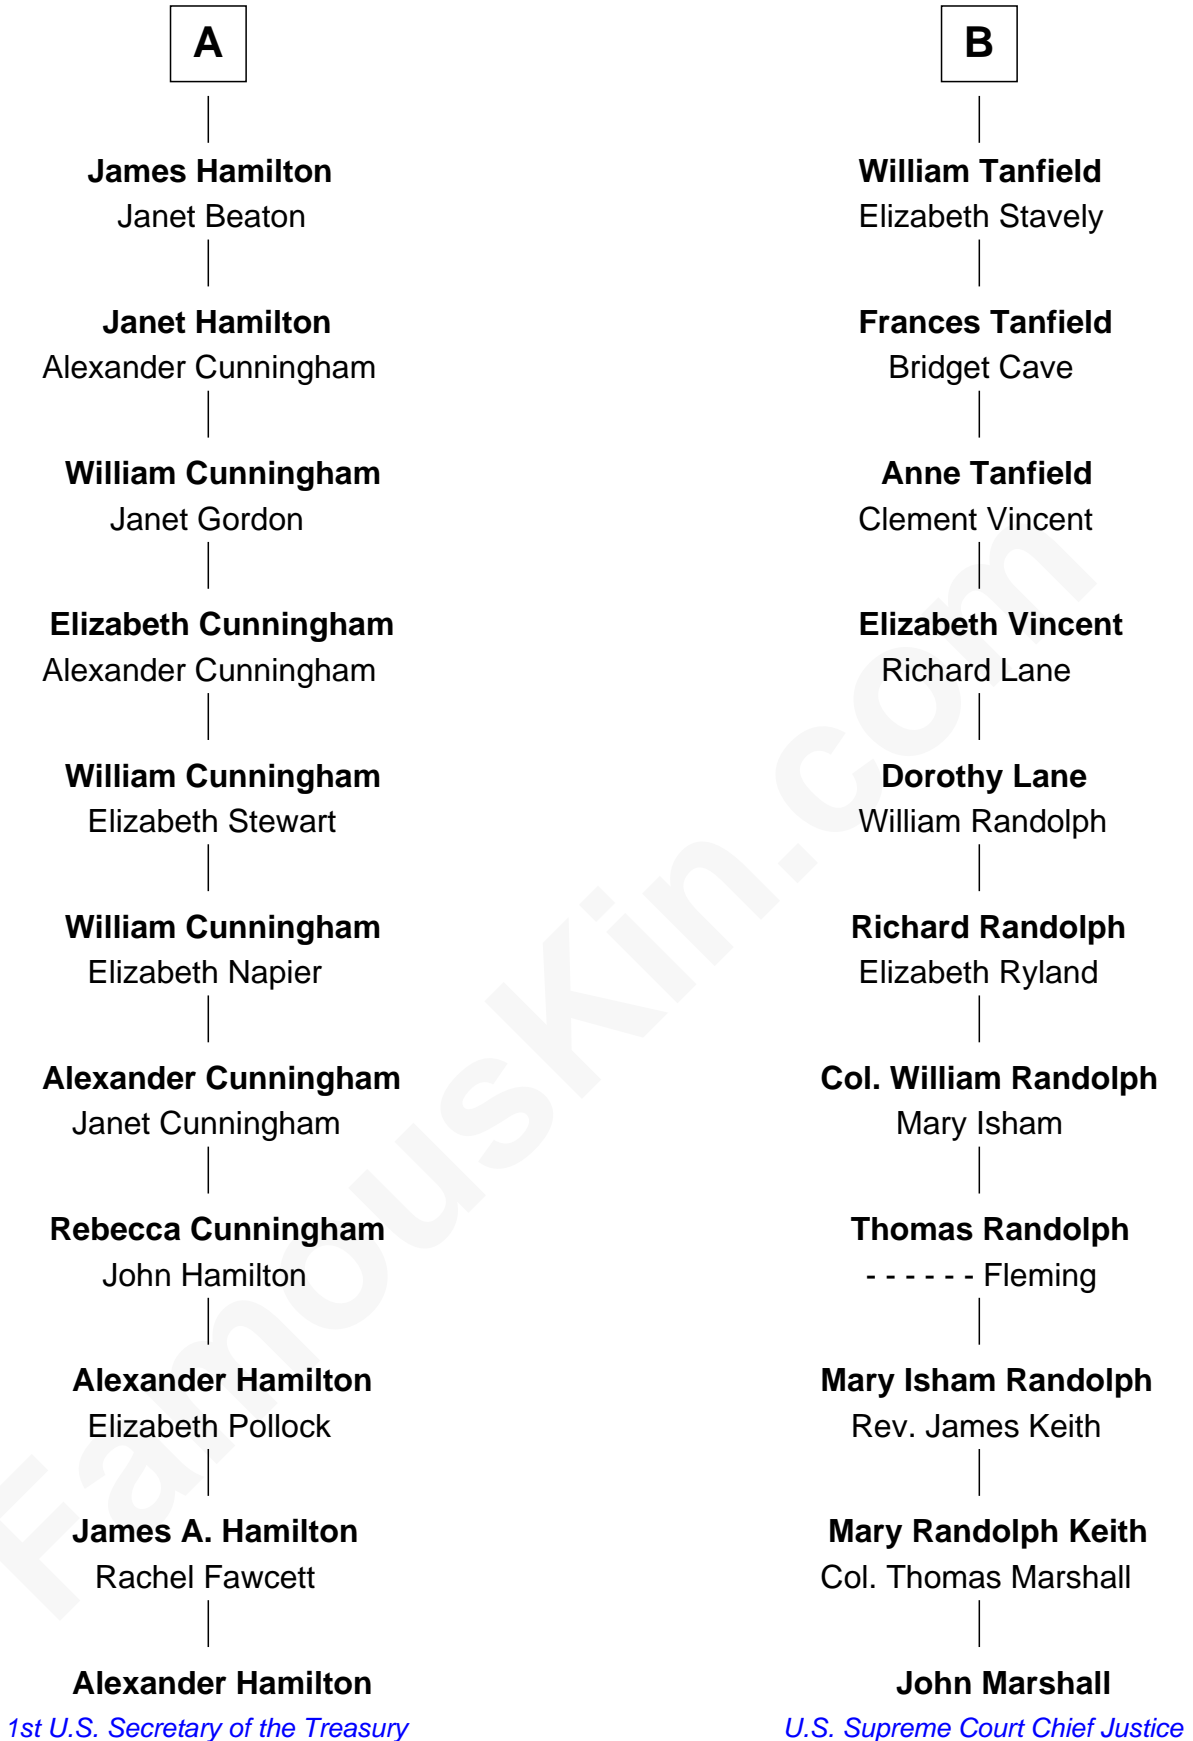 A
James Hamilton
Janet Beaton
Janet Hamilton
Alexander Cunningham
William Cunningham
Janet Gordon
Elizabeth Cunningham
Alexander Cunningham
William Cunningham
Elizabeth Stewart
William Cunningham
Elizabeth Napier
Alexander Cunningham
Janet Cunningham
Rebecca Cunningham
John Hamilton
Alexander Hamilton
Elizabeth Pollock
James A. Hamilton
Rachel Fawcett
Alexander Hamilton
1st U.S. Secretary of the Treasury
B
William Tanfield
Elizabeth Stavely
Frances Tanfield
Bridget Cave
Anne Tanfield
Clement Vincent
Elizabeth Vincent
Richard Lane
Dorothy Lane
William Randolph
Richard Randolph
Elizabeth Ryland
Col. William Randolph
Mary Isham
Thomas Randolph
- - - - - - Fleming
Mary Isham Randolph
Rev. James Keith
Mary Randolph Keith
Col. Thomas Marshall
John Marshall
U.S. Supreme Court Chief Justice
FamousKin.com